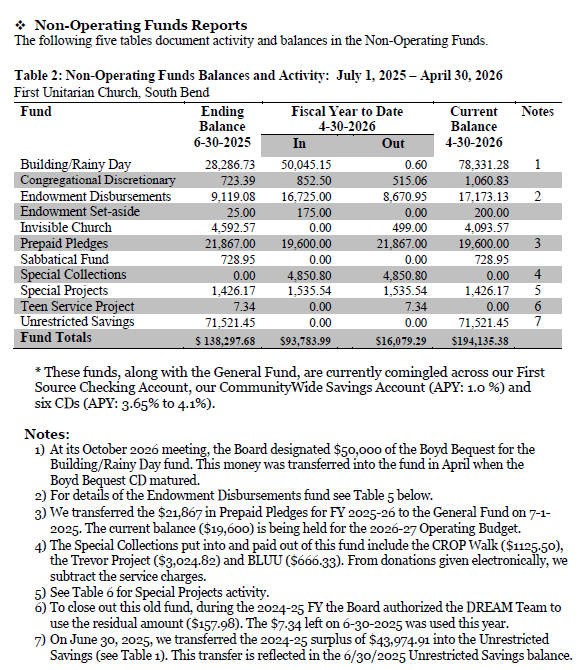 ❖ Non-Operating Funds Reports
The following five tables document activity and balances in the Non-Operating Funds.
Table 2: Non-Operating Funds Balances and Activity: July 1, 2025 – April 30, 2026
First Unitarian Church, South Bend
Fund Ending Fiscal Year to Date Current Notes
Balance 4-30-2026 Balance
6-30-2025 In Out 4-30-2026
Building/Rainy Day 28,286.73 50,045.15 0.60 78,331.28 1
Congregational Discretionary 723.39 852.50 515.06 1,060.83
Endowment Disbursements 9,119.08 16,725.00 8,670.95 17,173.13 2
Endowment Set-aside 25.00 175.00 0.00 200.00
Invisible Church 4,592.57 0.00 499.00 4,093.57
Prepaid Pledges 21,867.00 19,600.00 21,867.00 19,600.00 3
Sabbatical Fund 728.95 0.00 0.00 728.95
Special Collections 0.00 4,850.80 4,850.80 0.00 4
Special Projects 1,426.17 1,535.54 1,535.54 1,426.17 5
Teen Service Project 7.34 0.00 7.34 0.00 6
Unrestricted Savings 71,521.45 0.00 0.00 71,521.45 7
Fund Totals $ 138,297.68 $93,783.99 $16,079.29 $194,135.38
* These funds, along with the General Fund, are currently comingled across our First
Source Checking Account, our CommunityWide Savings Account (APY: 1.0 %) and
six CDs (APY: 3.65% to 4.1%).
Notes:
1) At its October 2026 meeting, the Board designated $50,000 of the Boyd Bequest for the
Building/Rainy Day fund. This money was transferred into the fund in April when the
Boyd Bequest CD matured.
2) For details of the Endowment Disbursements fund see Table 5 below.
3) We transferred the $21,867 in Prepaid Pledges for FY 2025-26 to the General Fund on 7-1-
2025. The current balance ($19,600) is being held for the 2026-27 Operating Budget.
4) The Special Collections put into and paid out of this fund include the CROP Walk ($1125.50),
the Trevor Project ($3,024.82) and BLUU ($666.33). From donations given electronically, we
subtract the service charges.
5) See Table 6 for Special Projects activity.
6) To close out this old fund, during the 2024-25 FY the Board authorized the DREAM Team to
use the residual amount ($157.98). The $7.34 left on 6-30-2025 was used this year.
7) On June 30, 2025, we transferred the 2024-25 surplus of $43,974.91 into the Unrestricted
Savings (see Table 1). This transfer is reflected in the 6/30/2025 Unrestricted Savings balance.